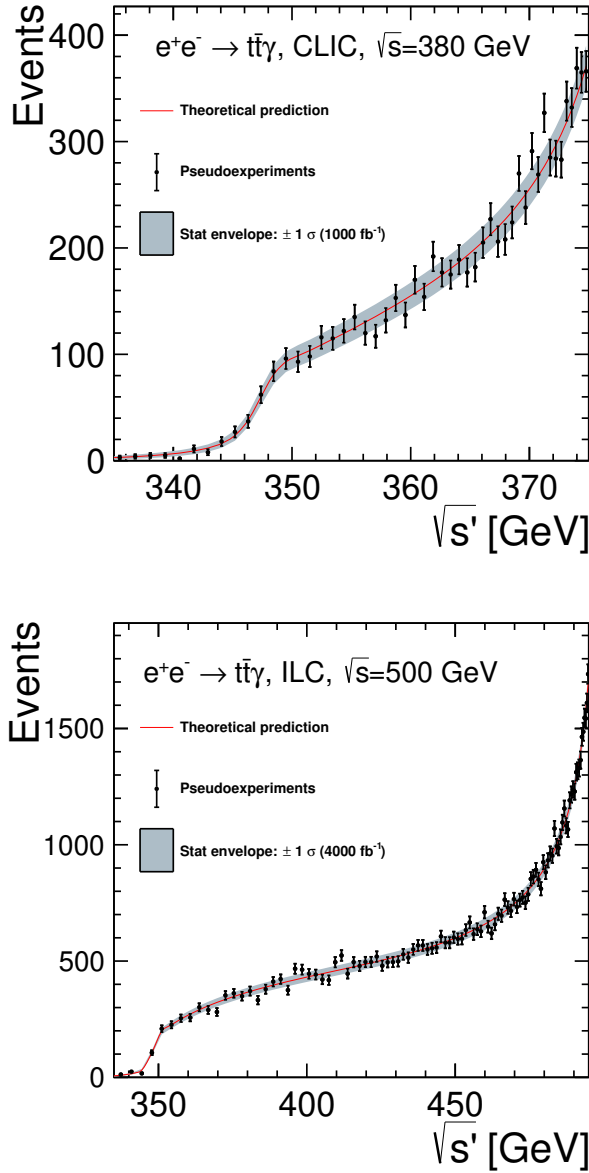 Events
400
300
200
100
0
e⁺e⁻ → tt̄γ, CLIC, √s=380 GeV
Theoretical prediction
Pseudoexperiments
Stat envelope: ± 1 σ (1000 fb⁻¹)
340 350 360 370
√s' [GeV]
Events
1500
1000
500
0
e⁺e⁻ → tt̄γ, ILC, √s=500 GeV
Theoretical prediction
Pseudoexperiments
Stat envelope: ± 1 σ (4000 fb⁻¹)
350 400 450
√s' [GeV]